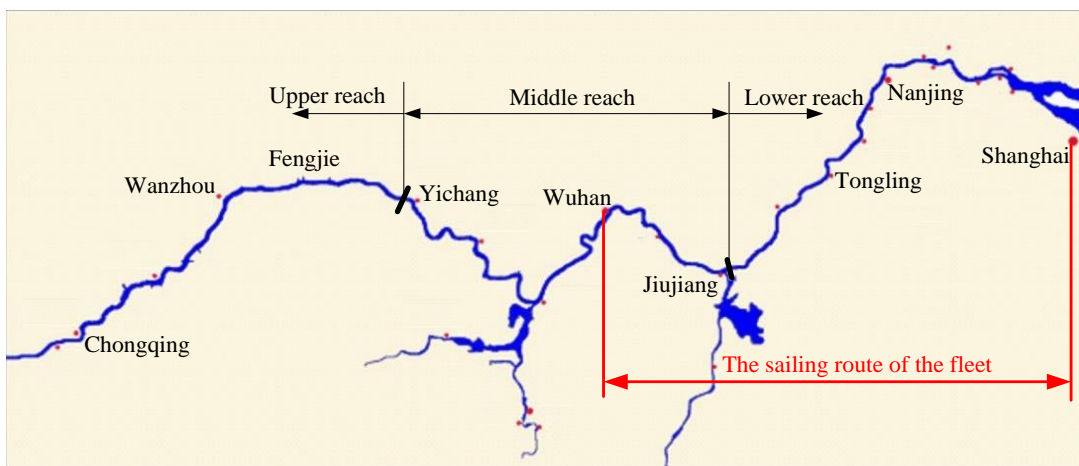 Upper reach
Middle reach
Lower reach
Nanjing
Shanghai
Fengjie
Wanzhou
Yichang
Wuhan
Tongling
Jiujiang
Chongqing
The sailing route of the fleet